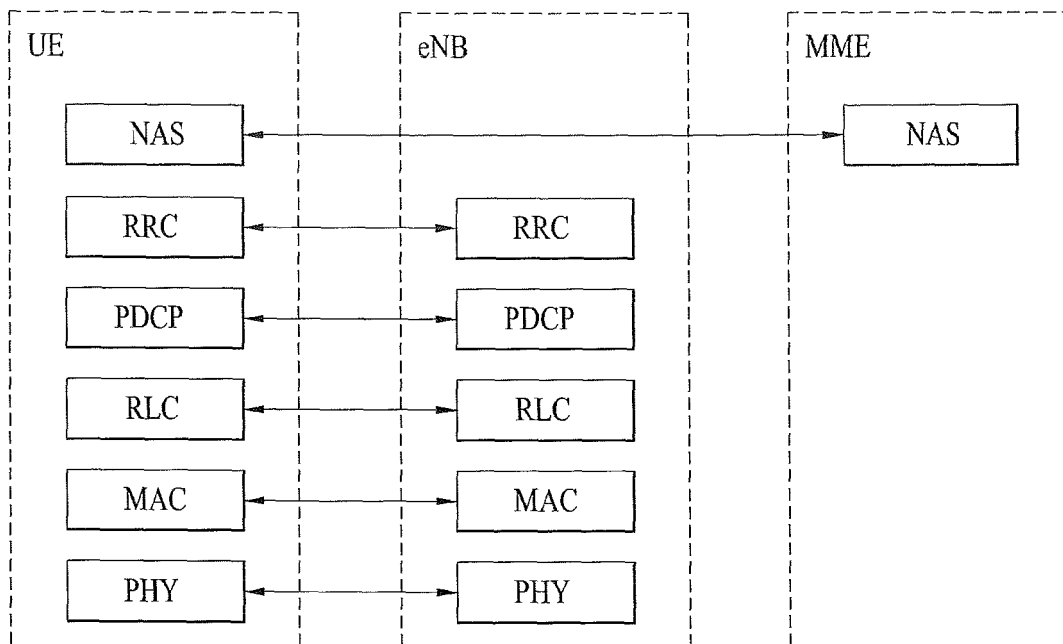 UE eNB MME
NAS NAS
RRC RRC
PDCP PDCP
RLC RLC
MAC MAC
PHY PHY